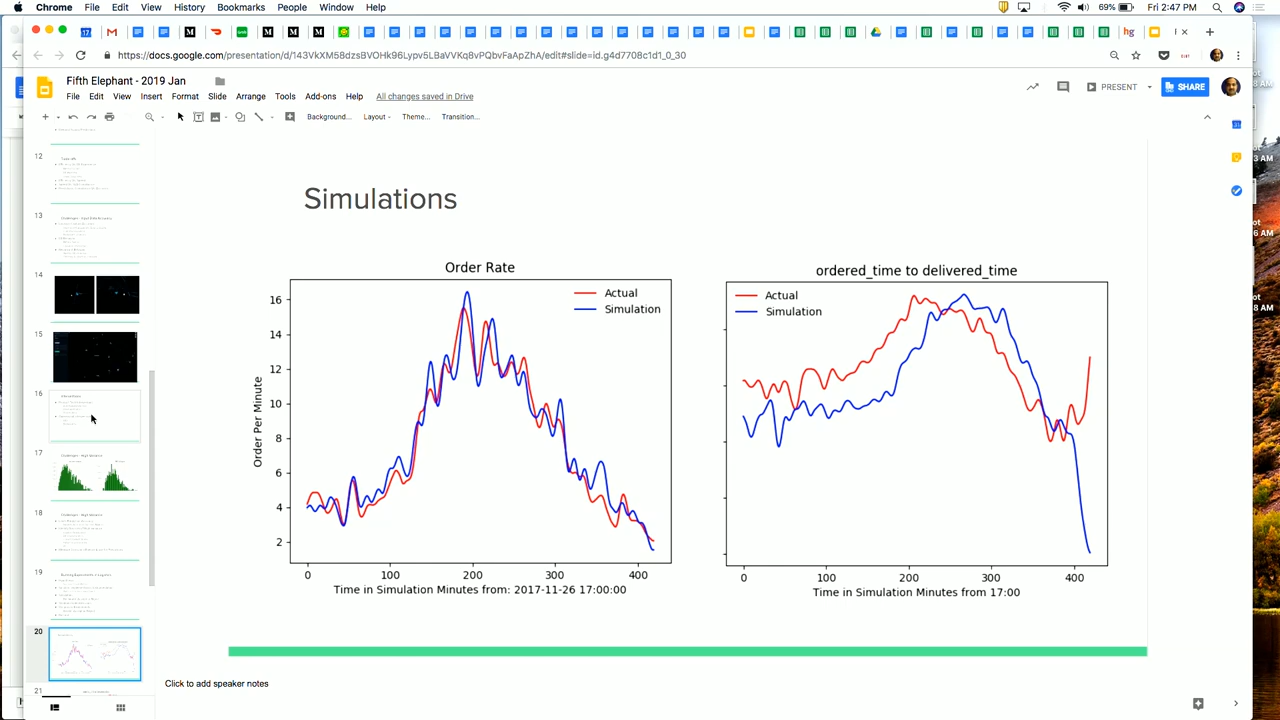 Chrome File Edit View History Bookmarks People Window Help 69% Fri 2:47 PM
https://docs.google.com/presentation/d/143VkXM58dzsBVOHk96Lypv5LBaVVKq8vPQbvFaApZhA/edit#slide=id.g4d7708c1d1_0_30
Fifth Elephant - 2019 Jan
File Edit View Insert Format Slide Arrange Tools Add-ons Help All changes saved in Drive
PRESENT SHARE
Background... Layout Theme... Transition...
12
13
14
15
16
17
18
19
20
21
Simulations
Order Rate
Actual
Simulation
Order Per Minute
16
14
12
10
8
6
4
2
0 100 200 300 400
Time in Simulation Minutes from: 2017-11-26 17:00:00
ordered_time to delivered_time
Actual
Simulation
0 100 200 300 400
Time in Simulation Minutes from 17:00
Click to add speaker notes